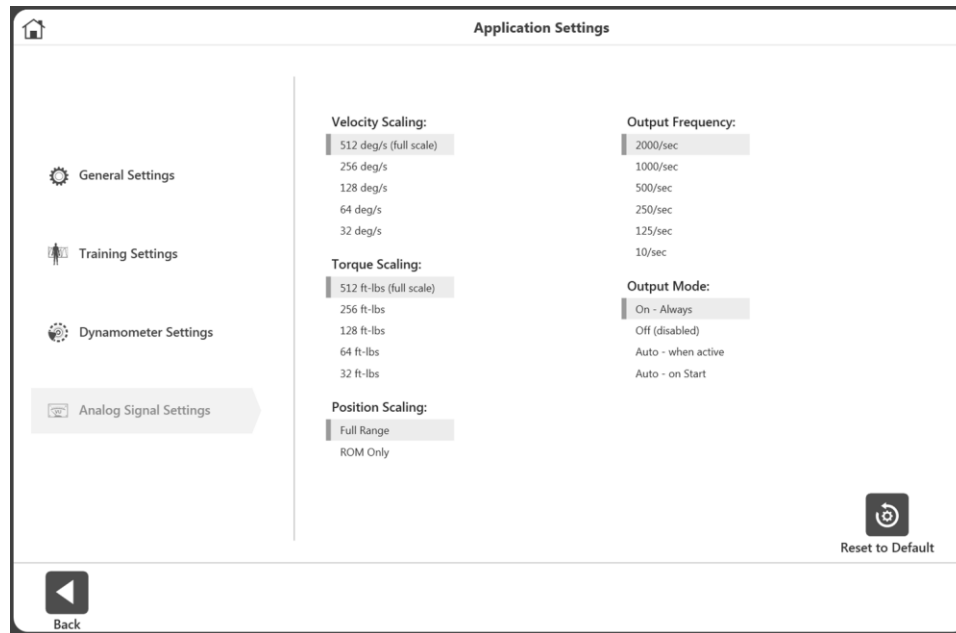 Application Settings
General Settings
Training Settings
Dynamometer Settings
Analog Signal Settings
Velocity Scaling:
512 deg/s (full scale)
256 deg/s
128 deg/s
64 deg/s
32 deg/s
Torque Scaling:
512 ft-lbs (full scale)
256 ft-lbs
128 ft-lbs
64 ft-lbs
32 ft-lbs
Position Scaling:
Full Range
ROM Only
Output Frequency:
2000/sec
1000/sec
500/sec
250/sec
125/sec
10/sec
Output Mode:
On - Always
Off (disabled)
Auto - when active
Auto - on Start
Reset to Default
Back